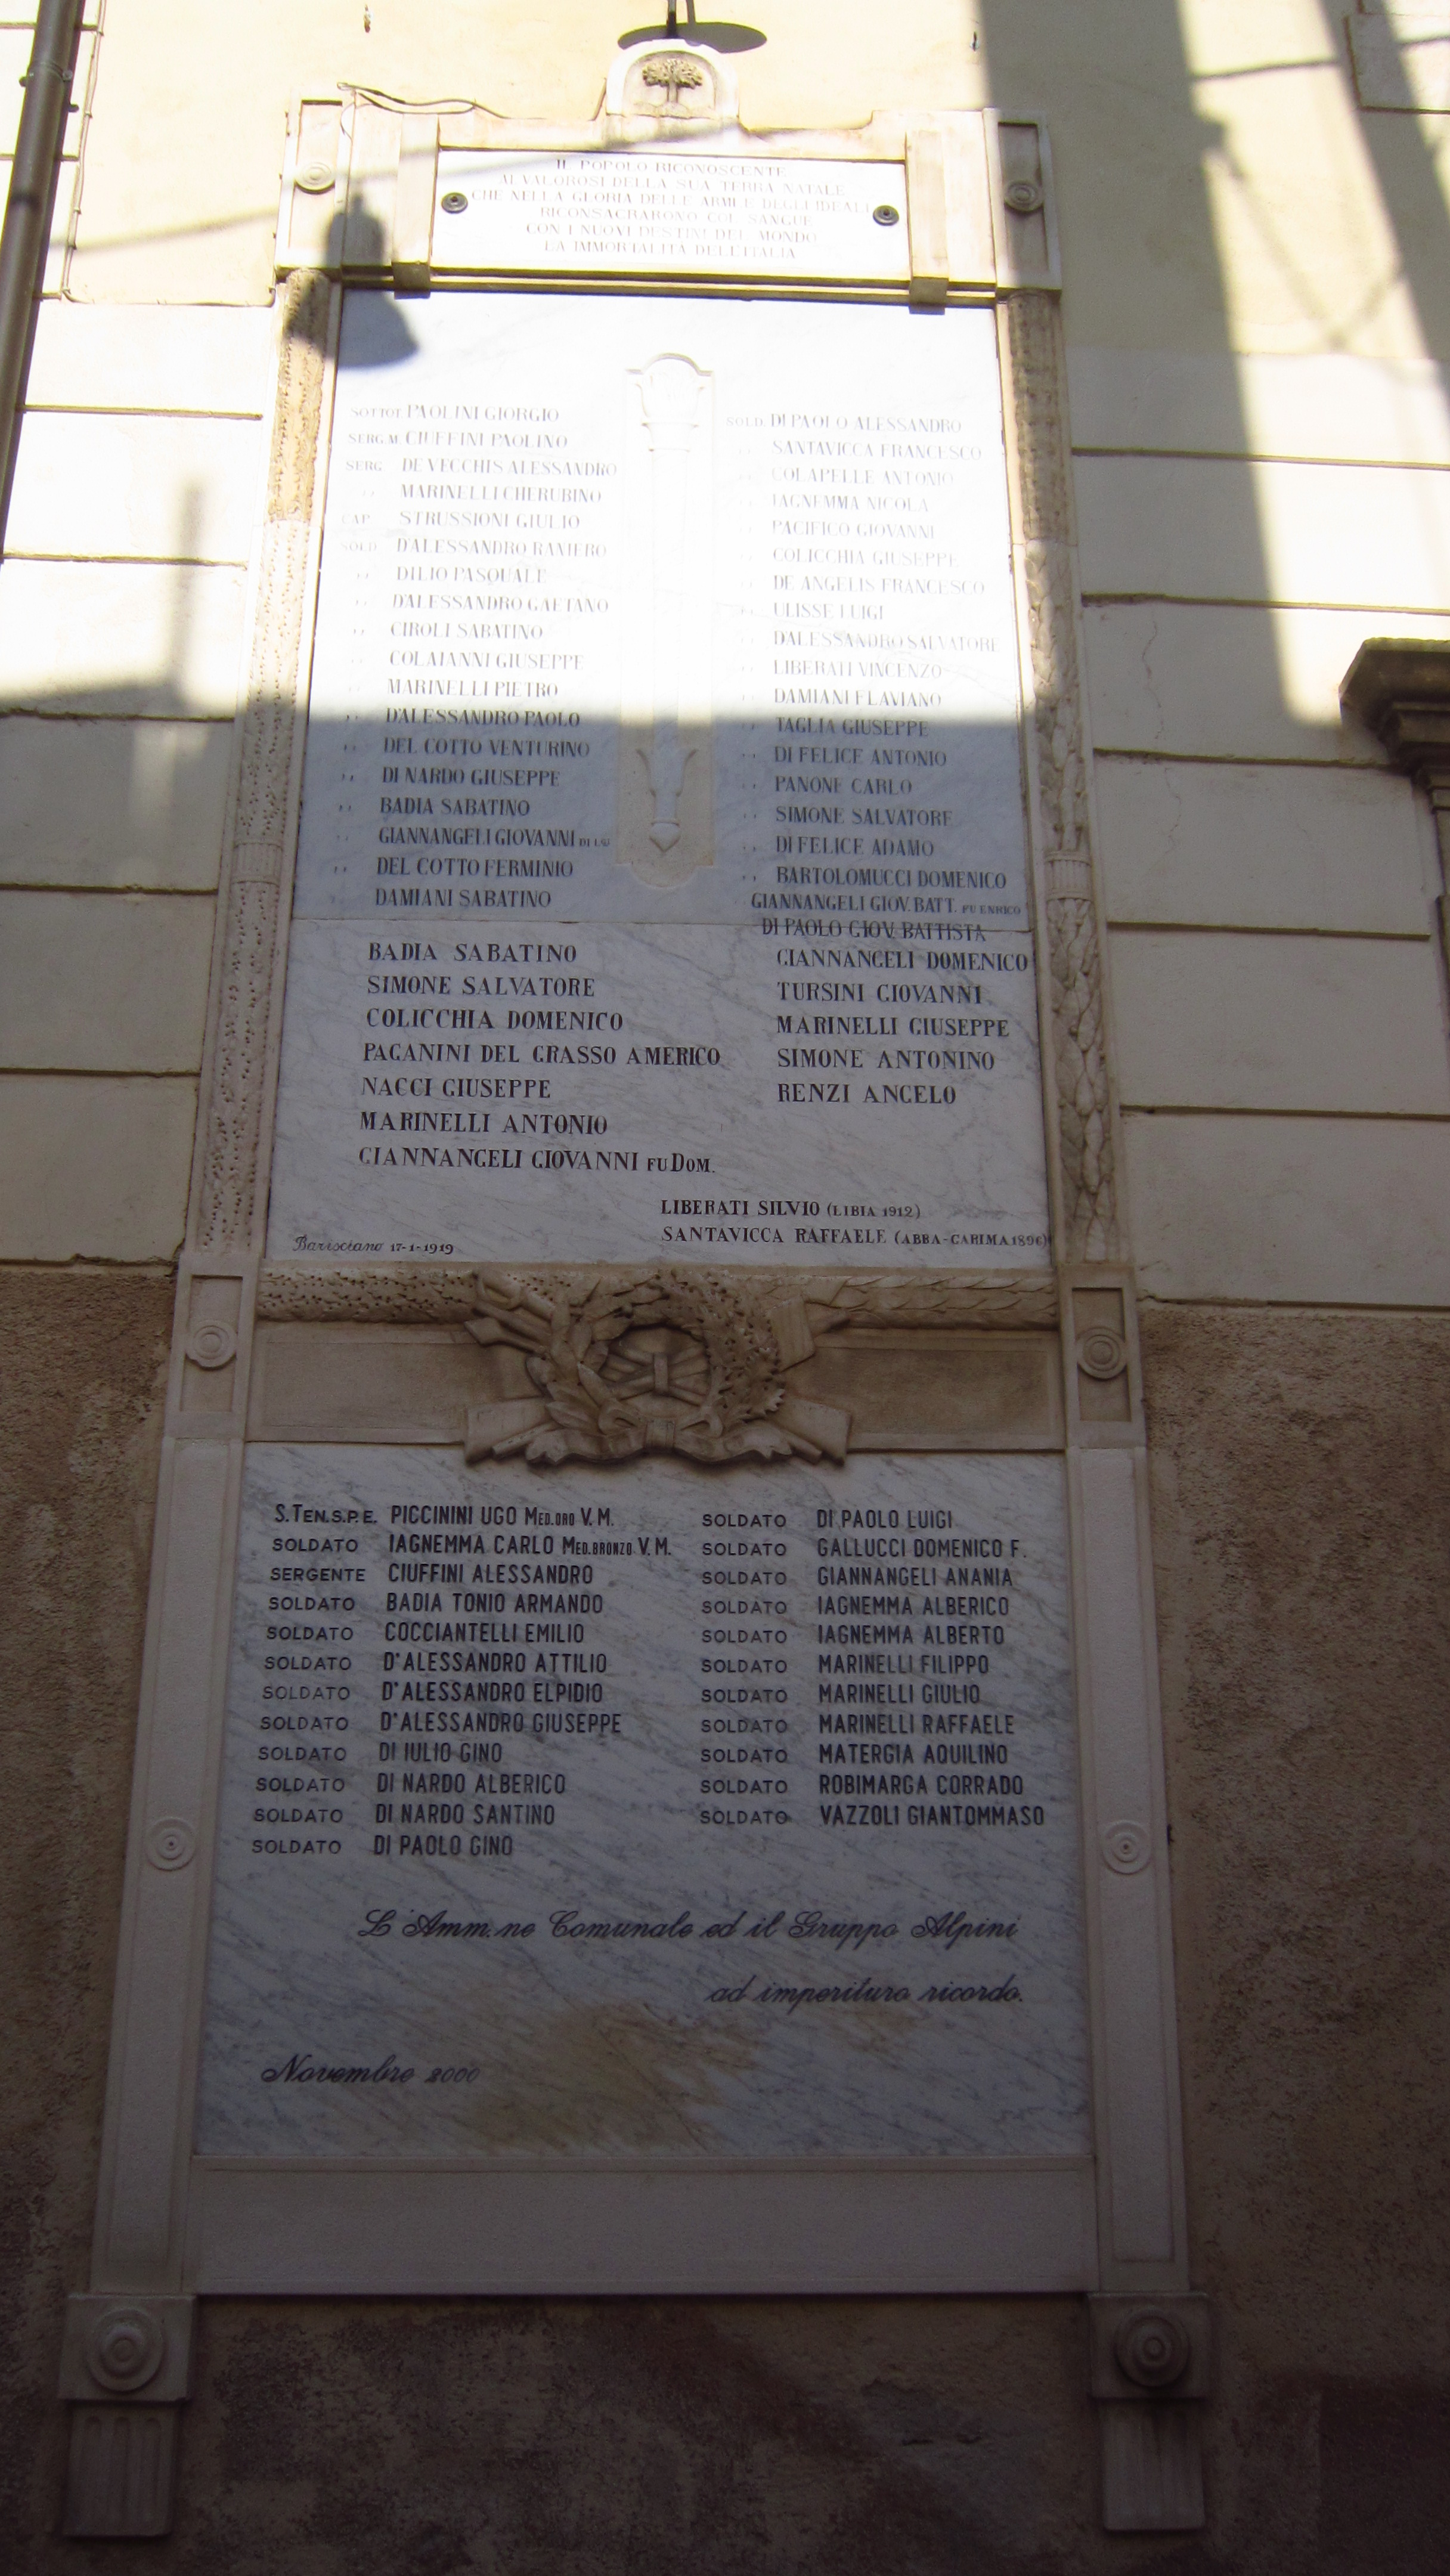 IL POPOLO RICONOSCENTE
AI VALOROSI DELLA SUA TERRA NATALE
CHE NELLA GLORIA DELLE ARMI E DEGLI IDEALI
RICONSACRARONO COL SANGUE
CON I NUOVI DESTINI DEL MONDO
LA IMMORTALITÀ DELL'ITALIA
SOTTOT. PAOLINI GIORGIO
SERG.M. CIUFFINI PAOLINO
SERG. DE VECCHIS ALESSANDRO
,, MARINELLI CHERUBINO
CAP. STRUSSIONI GIULIO
SOLD. D'ALESSANDRO RANIERO
,, DI LIO PASQUALE
,, D'ALESSANDRO GAETANO
,, CIROLI SABATINO
,, COLAIANNI GIUSEPPE
,, MARINELLI PIETRO
,, D'ALESSANDRO PAOLO
,, DEL COTTO VENTURINO
,, DI NARDO GIUSEPPE
,, BADIA SABATINO
,, GIANNANGELI GIOVANNI DI
,, DEL COTTO FERMINIO
,, DAMIANI SABATINO
SOLD. DI PAOLO ALESSANDRO
,, SANTAVICCA FRANCESCO
,, COLAPELLE ANTONIO
,, IAGNEMMA NICOLA
,, PACIFICO GIOVANNI
,, COLICCHIA GIUSEPPE
,, DE ANGELIS FRANCESCO
,, ULISSE LUIGI
,, D'ALESSANDRO SALVATORE
,, LIBERATI VINCENZO
,, DAMIANI FLAVIANO
,, TAGLIA GIUSEPPE
,, DI FELICE ANTONIO
,, PANONE CARLO
,, SIMONE SALVATORE
,, DI FELICE ADAMO
,, BARTOLOMUCCI DOMENICO
GIANNANGELI GIOV. BATT. FU ENRICO
DI PAOLO GIOV. BATTISTA
BADIA SABATINO
SIMONE SALVATORE
COLICCHIA DOMENICO
PAGANINI DEL GRASSO AMERICO
NACCI GIUSEPPE
MARINELLI ANTONIO
GIANNANGELI GIOVANNI FU DOM.
GIANNANGELI DOMENICO
TURSINI GIOVANNI
MARINELLI GIUSEPPE
SIMONE ANTONINO
RENZI ANGELO
LIBERATI SILVIO (LIBIA 1912)
SANTAVICCA RAFFAELE (ABBA-GARIMA 1896)
Barisciano 17-1-1919
S.TEN.S.P.E. PICCININI UGO MED.ORO V.M.
SOLDATO IAGNEMMA CARLO MED.BRONZO V.M.
SERGENTE CIUFFINI ALESSANDRO
SOLDATO BADIA TONIO ARMANDO
SOLDATO COCCIANTELLI EMILIO
SOLDATO D'ALESSANDRO ATTILIO
SOLDATO D'ALESSANDRO ELPIDIO
SOLDATO D'ALESSANDRO GIUSEPPE
SOLDATO DI IULIO GINO
SOLDATO DI NARDO ALBERICO
SOLDATO DI NARDO SANTINO
SOLDATO DI PAOLO GINO
SOLDATO DI PAOLO LUIGI
SOLDATO GALLUCCI DOMENICO F.
SOLDATO GIANNANGELI ANANIA
SOLDATO IAGNEMMA ALBERICO
SOLDATO IAGNEMMA ALBERTO
SOLDATO MARINELLI FILIPPO
SOLDATO MARINELLI GIULIO
SOLDATO MARINELLI RAFFAELE
SOLDATO MATERGIA AQUILINO
SOLDATO ROBIMARGA CORRADO
SOLDATO VAZZOLI GIANTOMMASO
L'Amm.ne Comunale ed il Gruppo Alpini
ad imperituro ricordo.
Novembre 2000